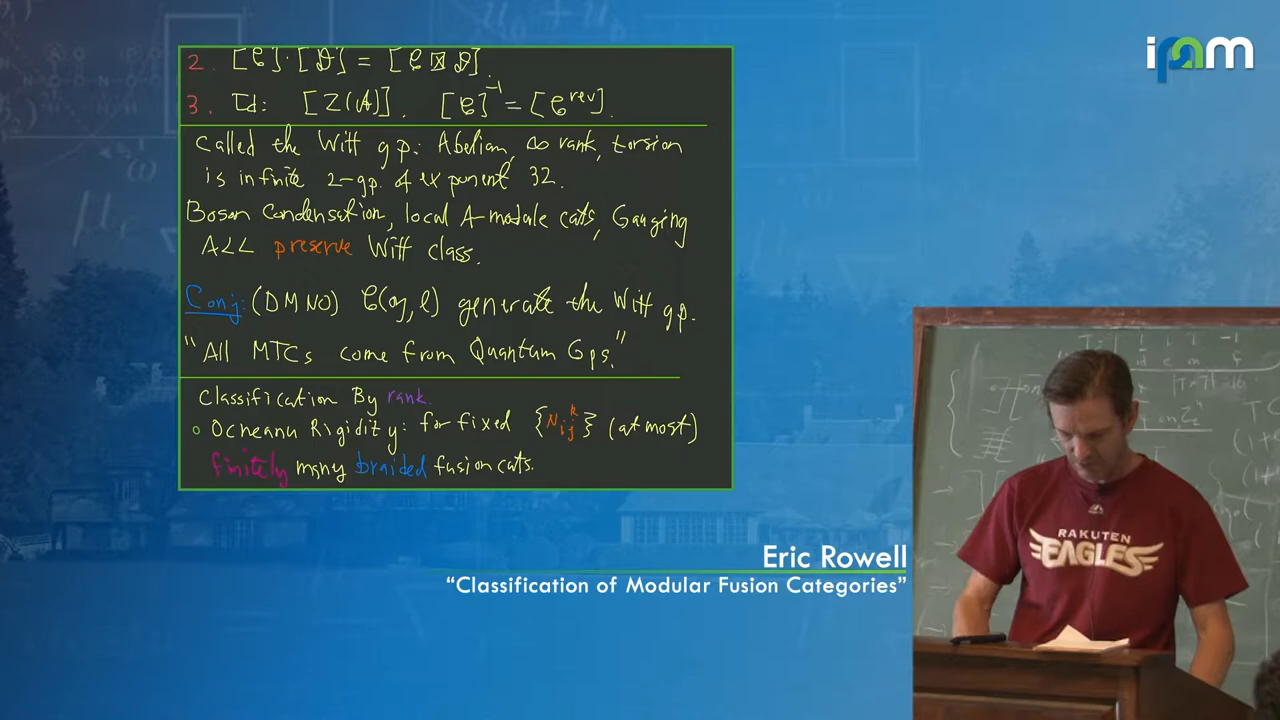 2. [C]·[D] = [C⊠D].
3. Id: [Z(A)]. [C]⁻¹ = [Cʳᵉᵛ].
Called the Witt gp: Abelian, ∞ rank, torsion
is infinite 2-gp. of exponent 32.
Boson Condensation, local A-module cats, Gauging
ALL preserve Witt class.
Conj: (DMNO) C(g, l) generate the Witt gp.
"All MTCs come from Quantum Gps."
Classification By rank.
o Ocneanu Rigidity: for fixed {Nᵢⱼᵏ} (at most)
finitely many braided fusion cats.
ipam
Eric Rowell
"Classification of Modular Fusion Categories"
RAKUTEN
EAGLES